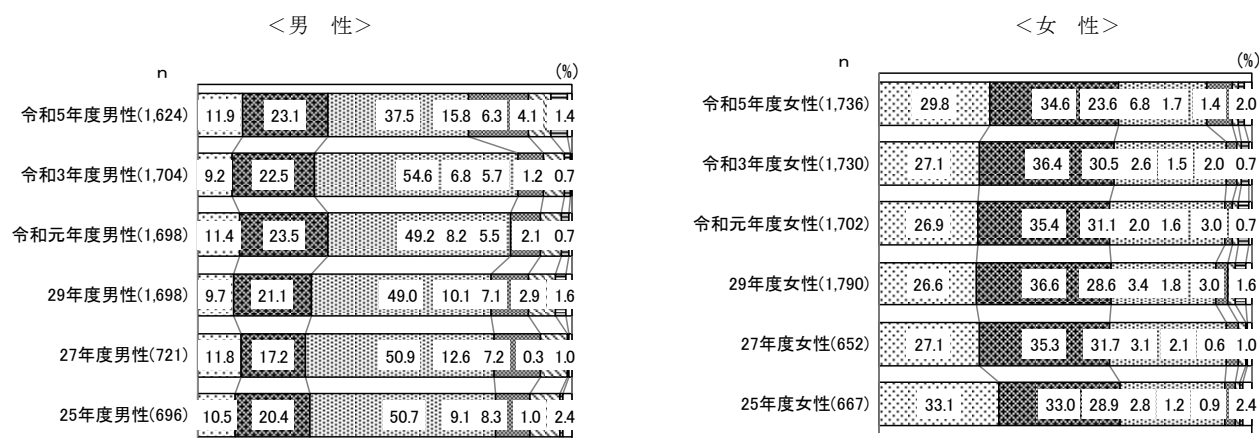 ＜男　性＞
n
(%)
令和5年度男性(1,624) 11.9 23.1 37.5 15.8 6.3 4.1 1.4
令和3年度男性(1,704) 9.2 22.5 54.6 6.8 5.7 1.2 0.7
令和元年度男性(1,698) 11.4 23.5 49.2 8.2 5.5 2.1 0.7
29年度男性(1,698) 9.7 21.1 49.0 10.1 7.1 2.9 1.6
27年度男性(721) 11.8 17.2 50.9 12.6 7.2 0.3 1.0
25年度男性(696) 10.5 20.4 50.7 9.1 8.3 1.0 2.4
＜女　性＞
n
(%)
令和5年度女性(1,736) 29.8 34.6 23.6 6.8 1.7 1.4 2.0
令和3年度女性(1,730) 27.1 36.4 30.5 2.6 1.5 2.0 0.7
令和元年度女性(1,702) 26.9 35.4 31.1 2.0 1.6 3.0 0.7
29年度女性(1,790) 26.6 36.6 28.6 3.4 1.8 3.0 1.6
27年度女性(652) 27.1 35.3 31.7 3.1 2.1 0.6 1.0
25年度女性(667) 33.1 33.0 28.9 2.8 1.2 0.9 2.4